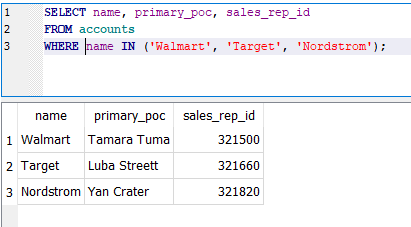 1 SELECT name, primary_poc, sales_rep_id
2 FROM accounts
3 WHERE name IN ('Walmart', 'Target', 'Nordstrom');
name primary_poc sales_rep_id
1 Walmart Tamara Tuma 321500
2 Target Luba Streett 321660
3 Nordstrom Yan Crater 321820